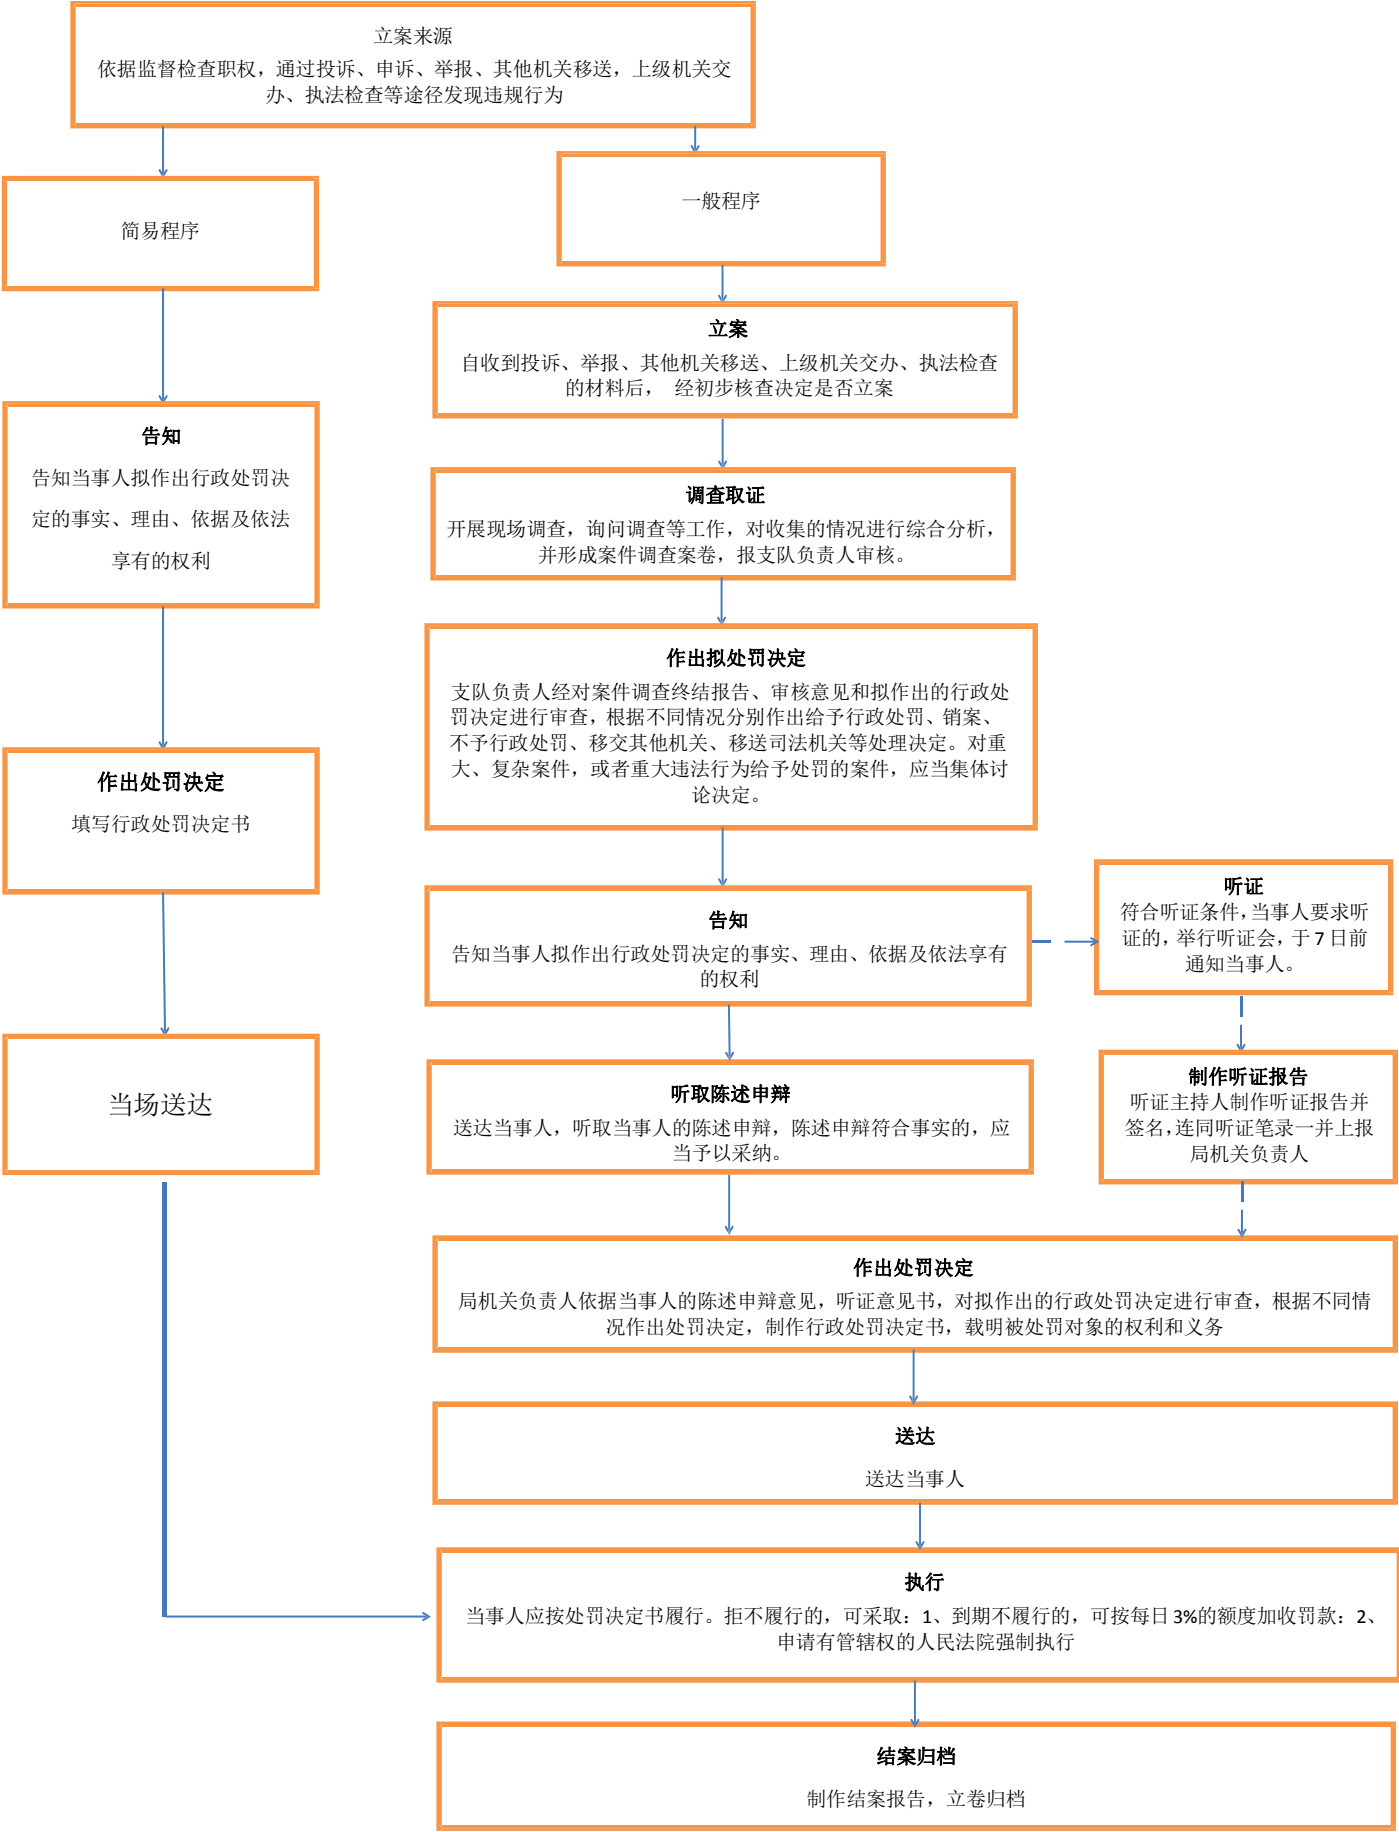 立案来源
依据监督检查职权，通过投诉、申诉、举报、其他机关移送，上级机关交
办、执法检查等途径发现违规行为
简易程序
一般程序
立案
自收到投诉、举报、其他机关移送、上级机关交办、执法检查
的材料后， 经初步核查决定是否立案
告知
告知当事人拟作出行政处罚决
定的事实、理由、依据及依法
享有的权利
调查取证
开展现场调查，询问调查等工作，对收集的情况进行综合分析，
并形成案件调查案卷，报支队负责人审核。
作出拟处罚决定
支队负责人经对案件调查终结报告、审核意见和拟作出的行政处
罚决定进行审查，根据不同情况分别作出给予行政处罚、销案、
不予行政处罚、移交其他机关、移送司法机关等处理决定。对重
大、复杂案件，或者重大违法行为给予处罚的案件，应当集体讨
论决定。
作出处罚决定
填写行政处罚决定书
告知
告知当事人拟作出行政处罚决定的事实、理由、依据及依法享有
的权利
听证
符合听证条件，当事人要求听
证的，举行听证会，于 7 日前
通知当事人。
当场送达
听取陈述申辩
送达当事人，听取当事人的陈述申辩，陈述申辩符合事实的，应
当予以采纳。
制作听证报告
听证主持人制作听证报告并
签名，连同听证笔录一并上报
局机关负责人
作出处罚决定
局机关负责人依据当事人的陈述申辩意见，听证意见书，对拟作出的行政处罚决定进行审查，根据不同情
况作出处罚决定，制作行政处罚决定书，载明被处罚对象的权利和义务
送达
送达当事人
执行
当事人应按处罚决定书履行。拒不履行的，可采取：1、到期不履行的，可按每日 3%的额度加收罚款：2、
申请有管辖权的人民法院强制执行
结案归档
制作结案报告，立卷归档